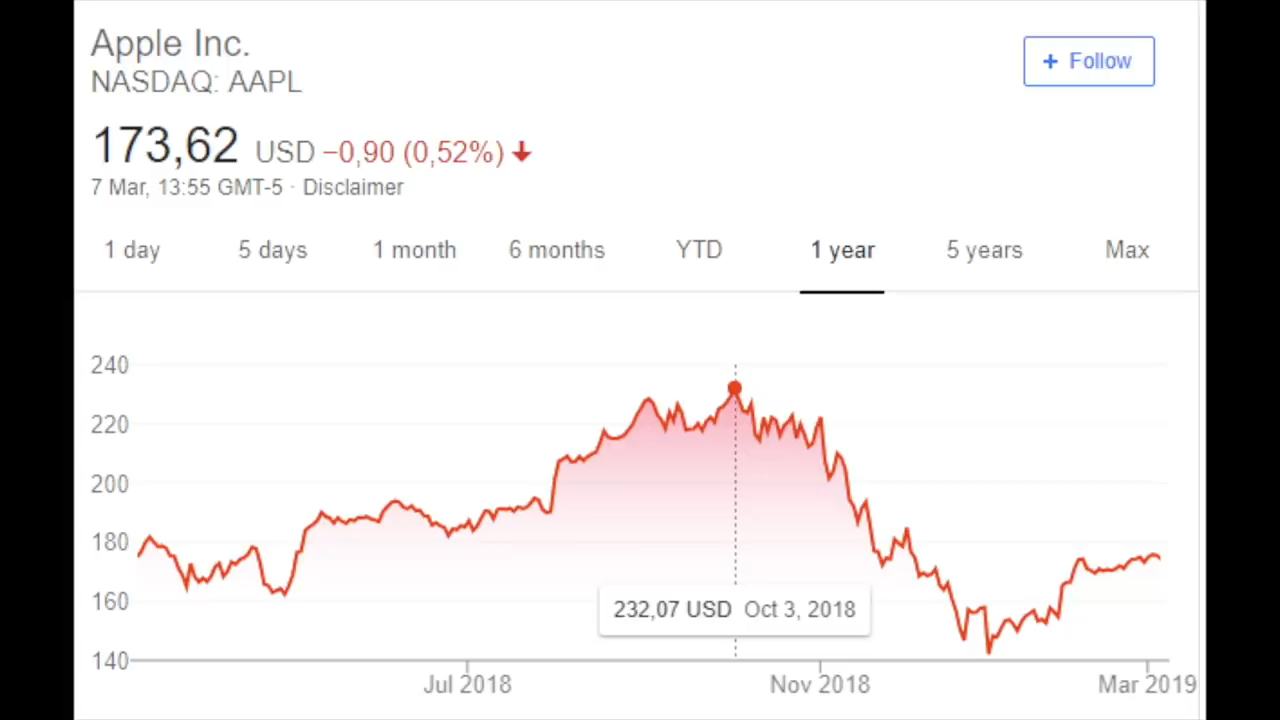 Apple Inc.
NASDAQ: AAPL
+ Follow
173,62 USD −0,90 (0,52%)
7 Mar, 13:55 GMT-5 · Disclaimer
1 day 5 days 1 month 6 months YTD 1 year 5 years Max
240
220
200
180
160
140
232,07 USD Oct 3, 2018
Jul 2018 Nov 2018 Mar 2019